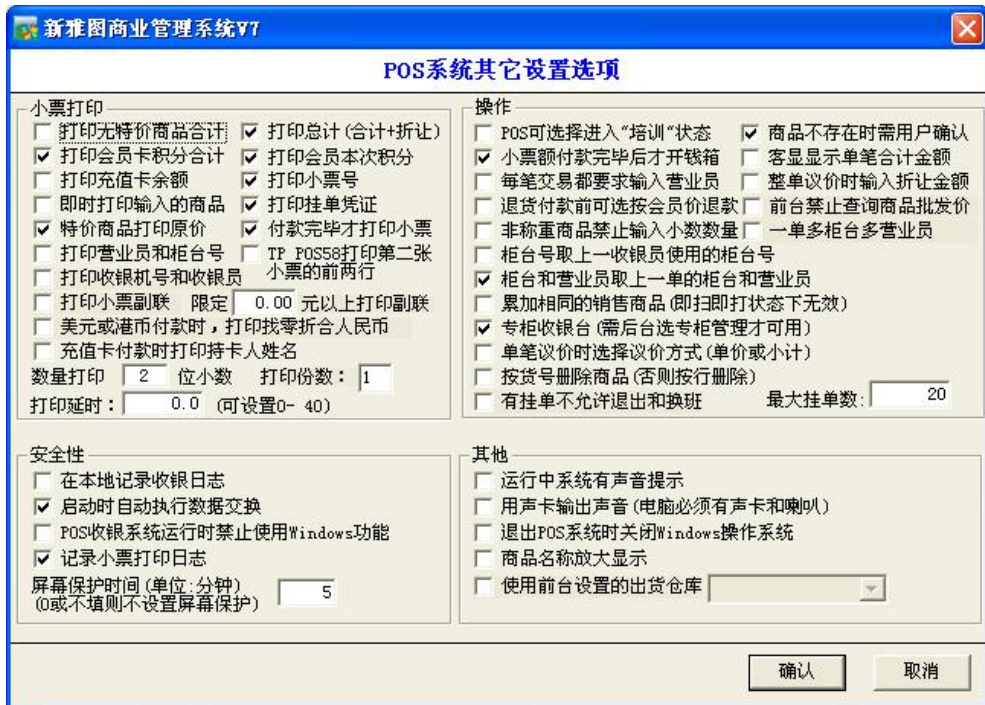 新雅图商业管理系统V7
POS系统其它设置选项
小票打印
打印无特价商品合计 打印总计(合计+折让)
打印会员卡积分合计 打印会员本次积分
打印充值卡余额 打印小票号
即时打印输入的商品 打印挂单凭证
特价商品打印原价 付款完毕才打印小票
打印营业员和柜台号 TP POS58打印第二张
打印收银机号和收银员 小票的前两行
打印小票副联 限定 0.00 元以上打印副联
美元或港币付款时,打印找零折合人民币
充值卡付款时打印持卡人姓名
数量打印 2 位小数 打印份数: 1
打印延时: 0.0 (可设置0- 40)
操作
POS可选择进入“培训“状态 商品不存在时需用户确认
小票额付款完毕后才开钱箱 客显显示单笔合计金额
每笔交易都要求输入营业员 整单议价时输入折让金额
退货付款前可选按会员价退款 前台禁止查询商品批发价
非称重商品禁止输入小数数量 一单多柜台多营业员
柜台号取上一收银员使用的柜台号
柜台和营业员取上一单的柜台和营业员
累加相同的销售商品(即扫即打状态下无效)
专柜收银台(需后台选专柜管理才可用)
单笔议价时选择议价方式(单价或小计)
按货号删除商品(否则按行删除)
有挂单不允许退出和换班 最大挂单数: 20
安全性
在本地记录收银日志
启动时自动执行数据交换
POS收银系统运行时禁止使用Windows功能
记录小票打印日志
屏幕保护时间(单位:分钟) 5
(0或不填则不设置屏幕保护)
其他
运行中系统有声音提示
用声卡输出声音(电脑必须有声卡和喇叭)
退出POS系统时关闭Windows操作系统
商品名称放大显示
使用前台设置的出货仓库
确认 取消